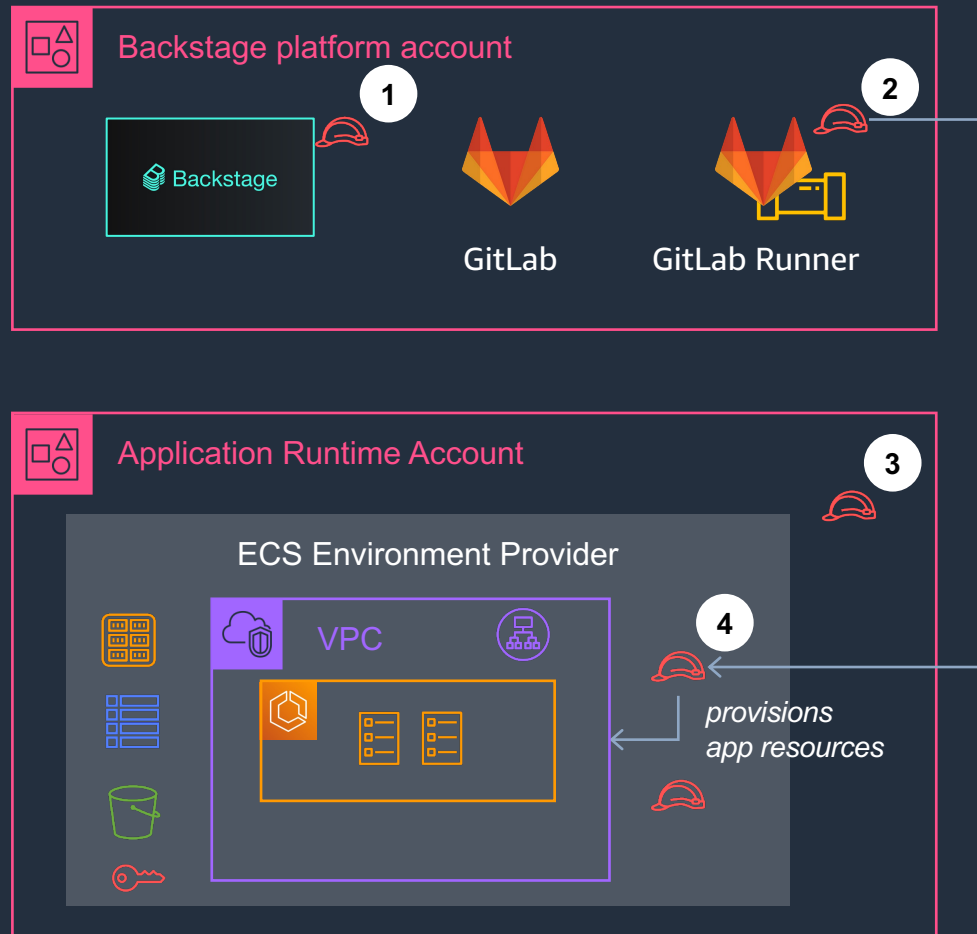 Backstage platform account
1
2
Backstage
GitLab
GitLab Runner
Application Runtime Account
3
ECS Environment Provider
4
VPC
provisions
app resources